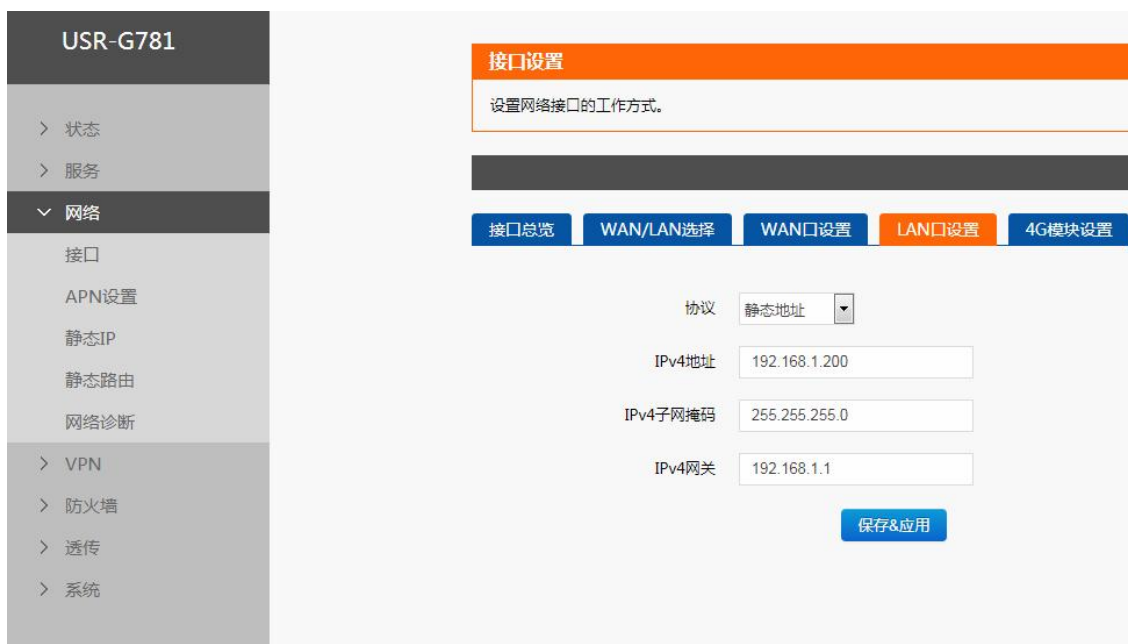 USR-G781
状态
服务
网络
接口
APN设置
静态IP
静态路由
网络诊断
VPN
防火墙
透传
系统
接口设置
设置网络接口的工作方式。
接口总览 WAN/LAN选择 WAN口设置 LAN口设置 4G模块设置
协议 静态地址
IPv4地址 192.168.1.200
IPv4子网掩码 255.255.255.0
IPv4网关 192.168.1.1
保存&应用